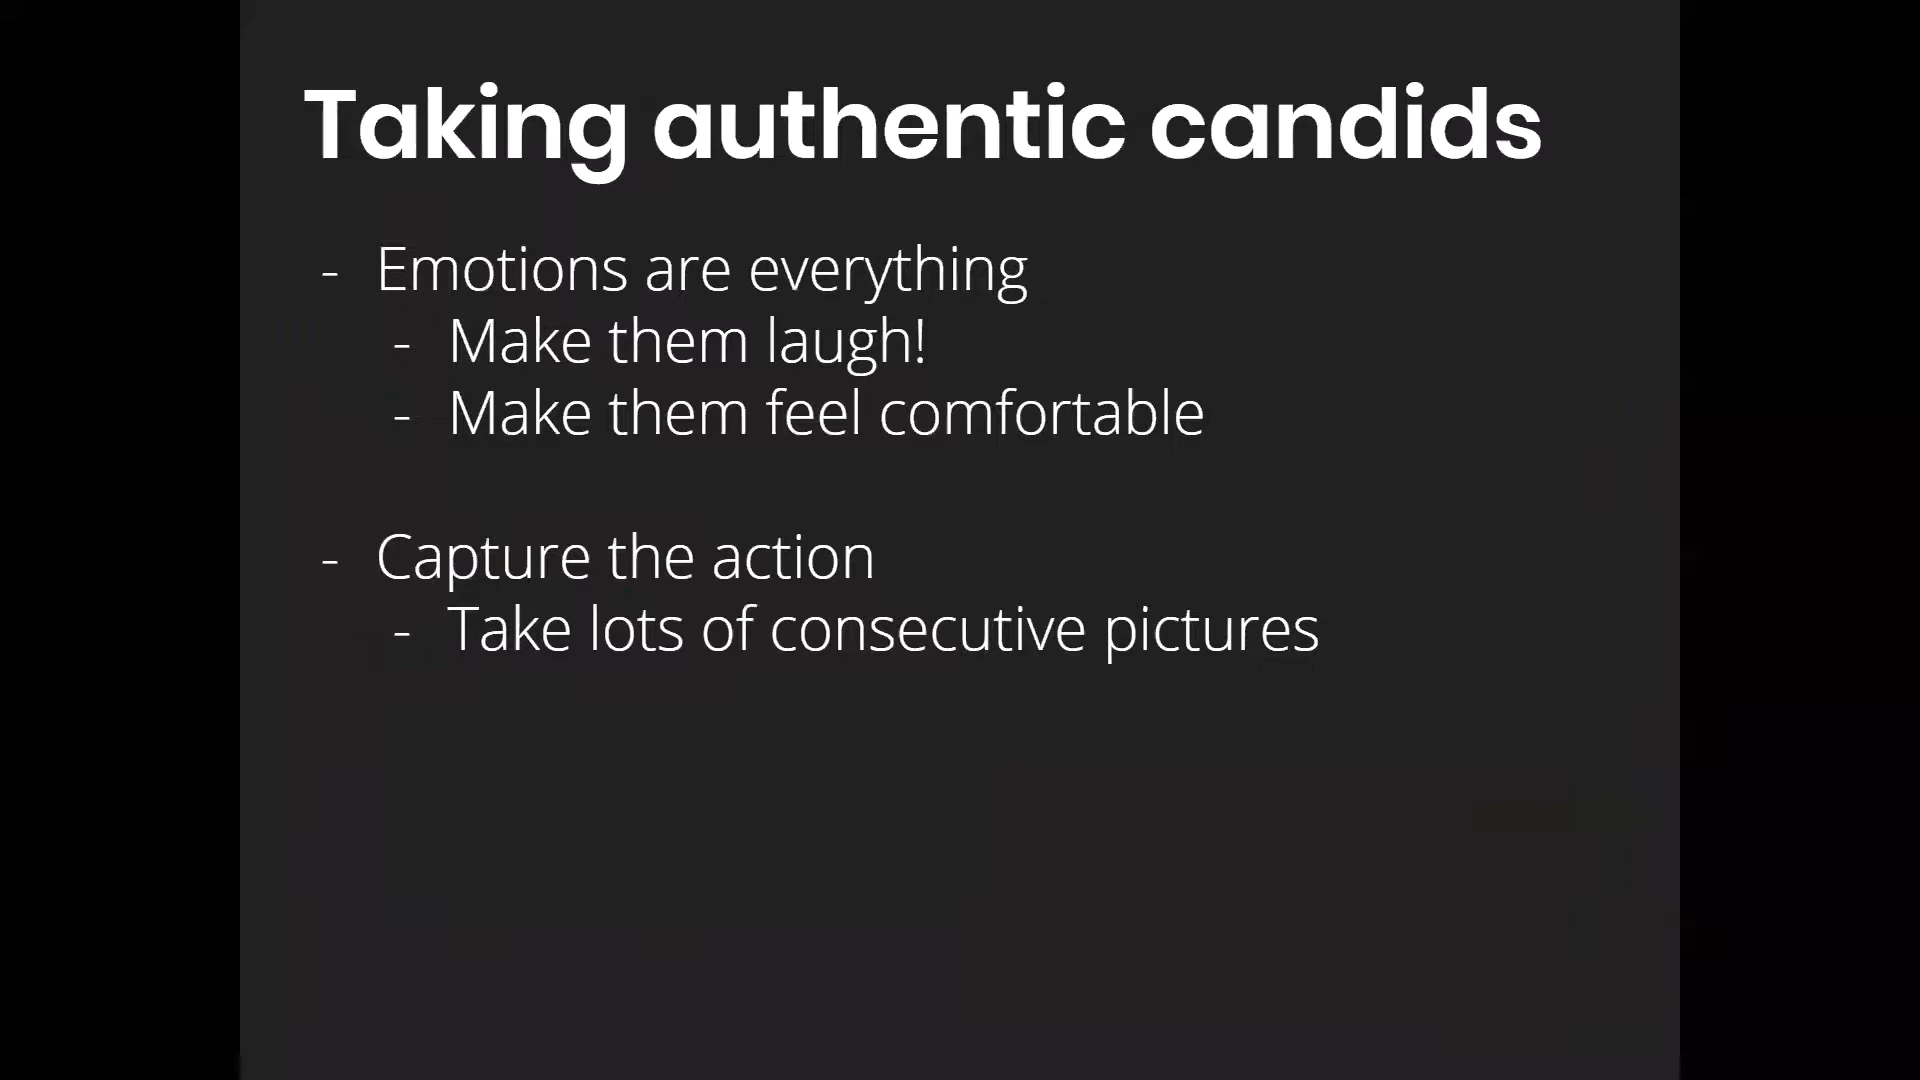 Taking authentic candids
- Emotions are everything
- Make them laugh!
- Make them feel comfortable
- Capture the action
- Take lots of consecutive pictures